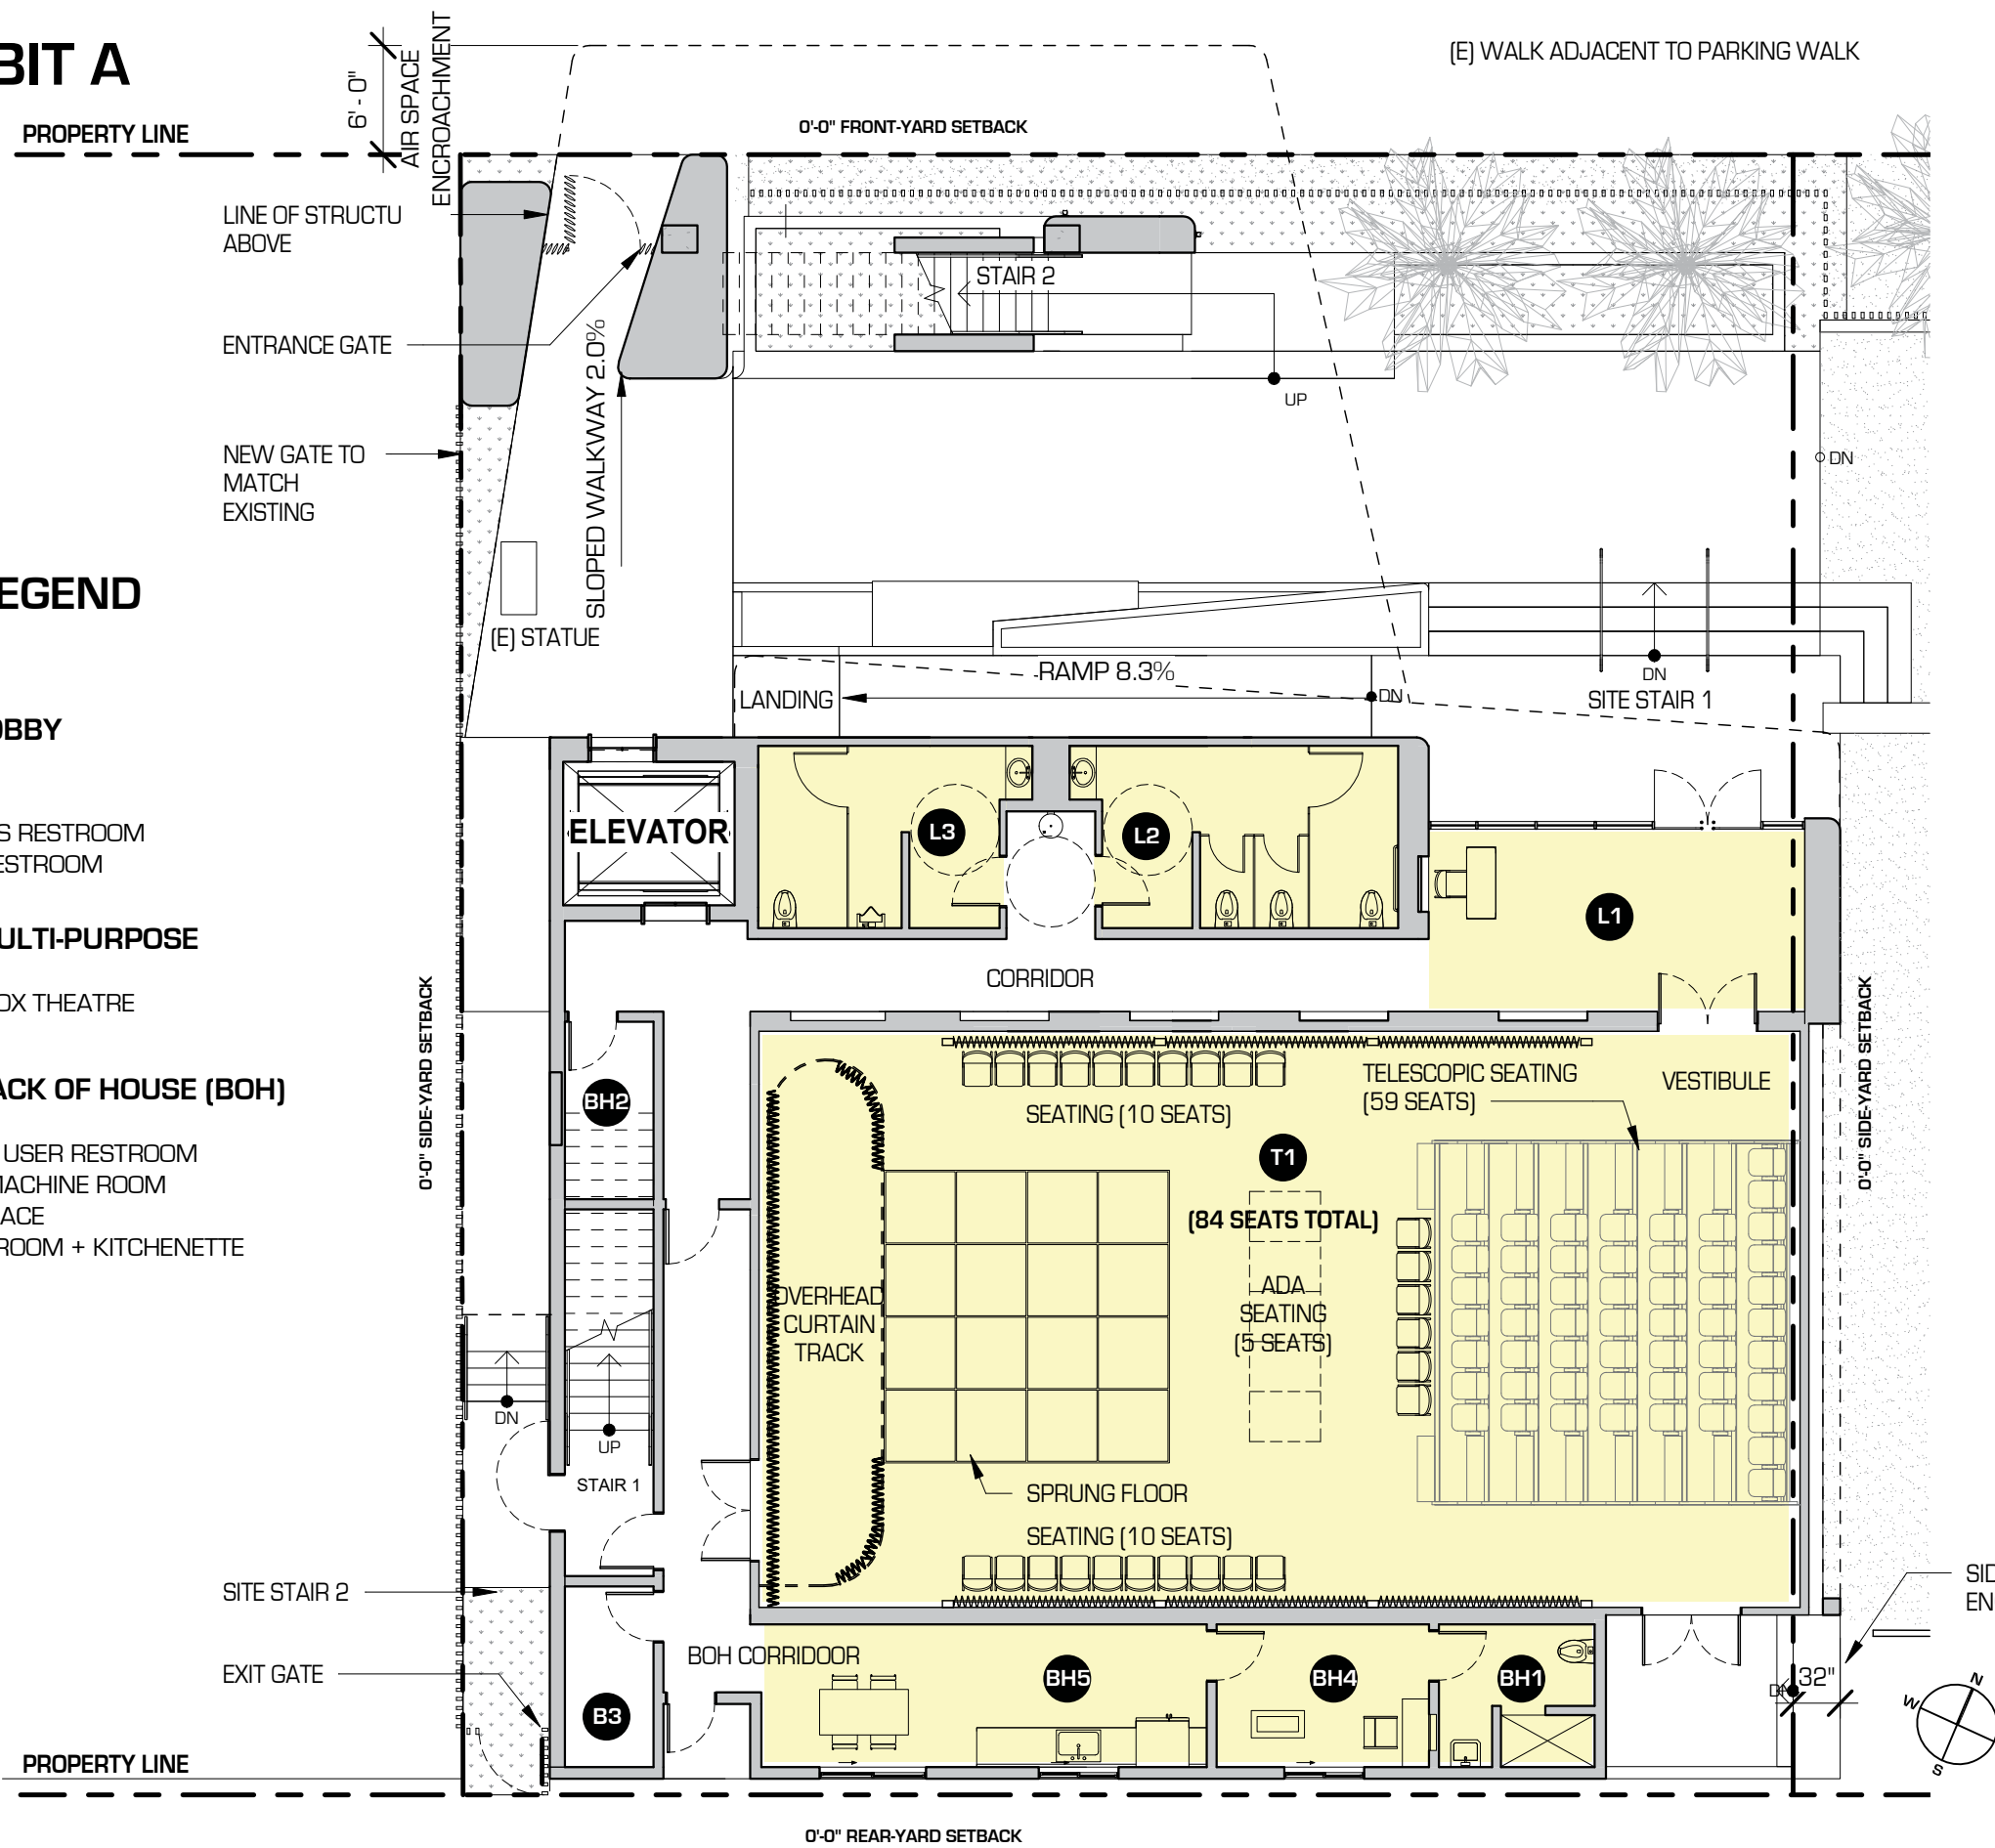 BIT A
PROPERTY LINE
6' - 0"
AIR SPACE
ENCROACHMENT
(E) WALK ADJACENT TO PARKING WALK
0'-0" FRONT-YARD SETBACK
LINE OF STRUCTU
ABOVE
ENTRANCE GATE
NEW GATE TO
MATCH
EXISTING
SLOPED WALKWAY 2.0%
STAIR 2
UP
DN
(E) STATUE
EGEND
OBBY
S RESTROOM
ESTROOM
ULTI-PURPOSE
OX THEATRE
ACK OF HOUSE (BOH)
USER RESTROOM
MACHINE ROOM
ACE
ROOM + KITCHENETTE
LANDING
RAMP 8.3%
DN
DN
SITE STAIR 1
ELEVATOR
L3
L2
L1
CORRIDOR
0'-0" SIDE-YARD SETBACK
0'-0" SIDE-YARD SETBACK
BH2
SEATING (10 SEATS)
TELESCOPIC SEATING
(59 SEATS)
VESTIBULE
T1
(84 SEATS TOTAL)
OVERHEAD
CURTAIN
TRACK
ADA
SEATING
(5 SEATS)
SPRUNG FLOOR
SEATING (10 SEATS)
DN
UP
STAIR 1
SITE STAIR 2
EXIT GATE
BOH CORRIDOOR
BH5
BH4
BH1
B3
SID
EN
32"
N
W
S
PROPERTY LINE
0'-0" REAR-YARD SETBACK